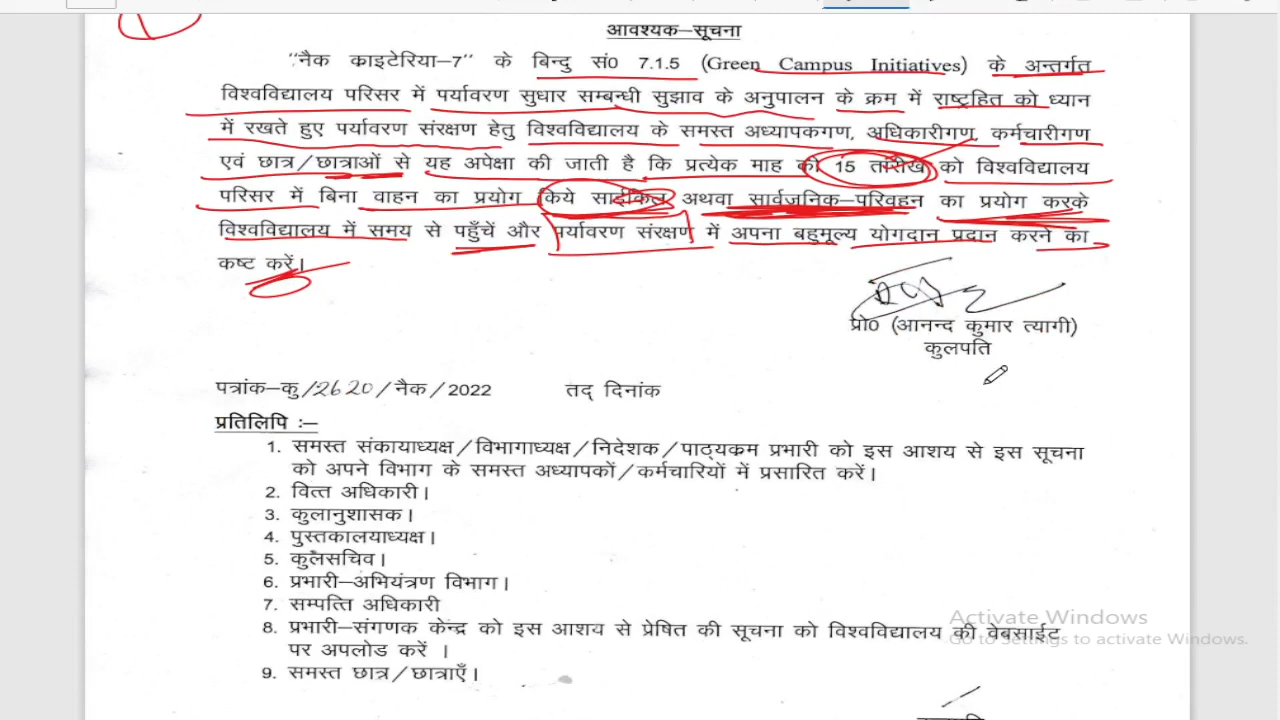 आवश्यक–सूचना
"नैक काइटेरिया–7" के बिन्दु सं0 7.1.5 (Green Campus Initiatives) के अन्तर्गत
विश्वविद्यालय परिसर में पर्यावरण सुधार सम्बन्धी सुझाव के अनुपालन के क्रम में राष्ट्रहित को ध्यान
में रखते हुए पर्यावरण संरक्षण हेतु विश्वविद्यालय के समस्त अध्यापकगण, अधिकारीगण, कर्मचारीगण
एवं छात्र/छात्राओं से यह अपेक्षा की जाती है कि प्रत्येक माह की 15 तारीख को विश्वविद्यालय
परिसर में बिना वाहन का प्रयोग किये साईकिल अथवा सार्वजनिक–परिवहन का प्रयोग करके
विश्वविद्यालय में समय से पहुँचें और पर्यावरण संरक्षण में अपना बहुमूल्य योगदान प्रदान करने का
कष्ट करें।
प्रो0 (आनन्द कुमार त्यागी)
कुलपति
पत्रांक–कु/2620/नैक/2022 तद् दिनांक
प्रतिलिपि :–
1. समस्त संकायाध्यक्ष/विभागाध्यक्ष/निदेशक/पाठ्यकम प्रभारी को इस आशय से इस सूचना
को अपने विभाग के समस्त अध्यापकों/कर्मचारियों में प्रसारित करें।
2. वित्त अधिकारी।
3. कुलानुशासक।
4. पुस्तकालयाध्यक्ष।
5. कुलसचिव।
6. प्रभारी–अभियंत्रण विभाग।
7. सम्पत्ति अधिकारी
8. प्रभारी–संगणक केन्द्र को इस आशय से प्रेषित की सूचना को विश्वविद्यालय की वेबसाईट
पर अपलोड करें ।
9. समस्त छात्र/छात्राएँ।
Activate Windows
Go to Settings to activate Windows.